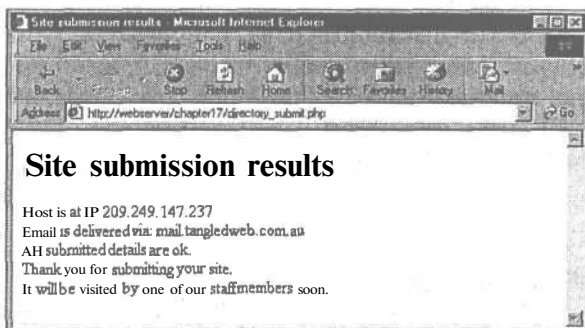 Site submission results - Microsoft Internet Explorer
File Edit View Favorites Tools Help
Back Forward Stop Refresh Home Search Favorites History Mail
Address http://webserver/chapter17/directory_submit.php Go
Site submission results
Host is at IP 209.249.147.237
Email is delivered via: mail.tangledweb.com.au
AH submitted details are ok.
Thank you for submitting your site.
It will be visited by one of our staffmembers soon.